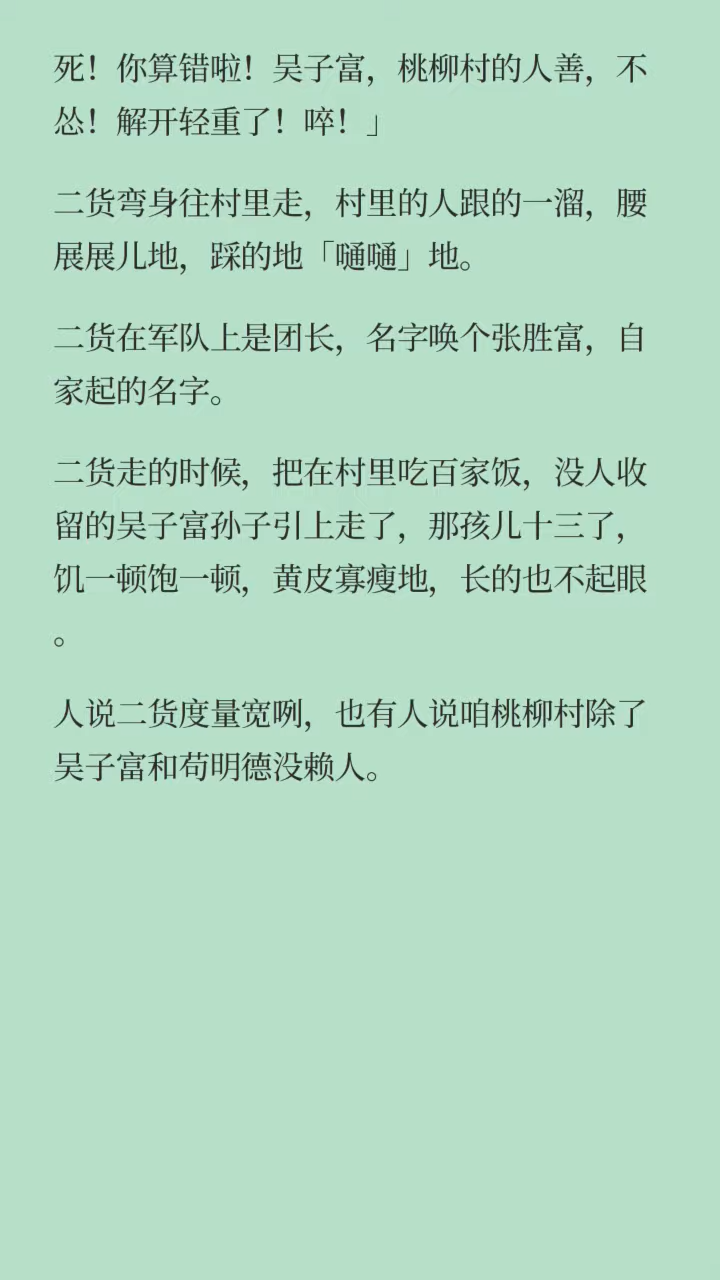 死！你算错啦！吴子富，桃柳村的人善，不
怂！解开轻重了！啐！」
二货弯身往村里走，村里的人跟的一溜，腰
展展儿地，踩的地「嗵嗵」地。
二货在军队上是团长，名字唤个张胜富，自
家起的名字。
二货走的时候，把在村里吃百家饭，没人收
留的吴子富孙子引上走了，那孩儿十三了，
饥一顿饱一顿，黄皮寡瘦地，长的也不起眼
。
人说二货度量宽咧，也有人说咱桃柳村除了
吴子富和苟明德没赖人。